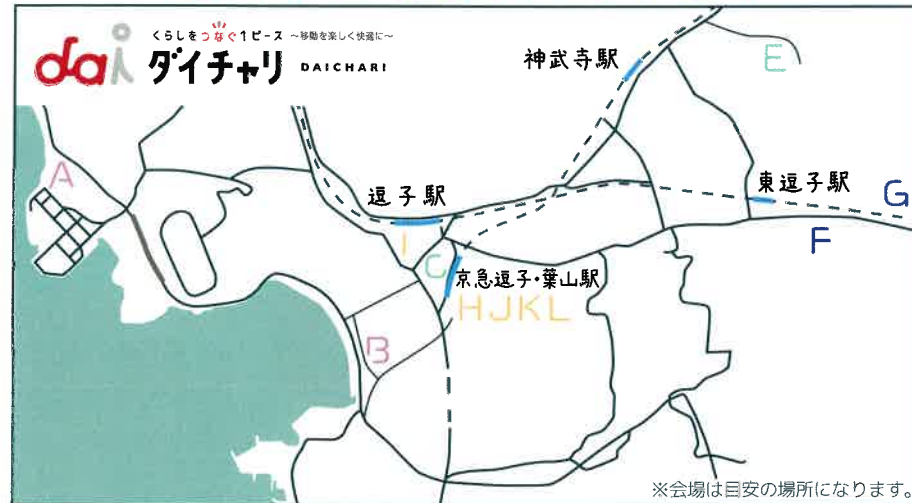 くらしをつなぐ1ピース ～移動を楽しく快適に～
dai ダイチャリ DAICHARI
神武寺駅
E
A
逗子駅
東逗子駅
G
I
F
C
京急逗子・葉山駅
HJKL
B
※会場は目安の場所になります。